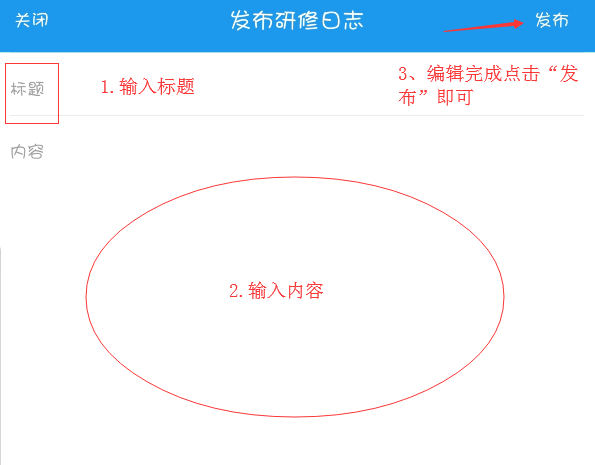 关闭 发布研修日志 发布
标题 1.输入标题 3、编辑完成点击“发
布”即可
内容
2.输入内容